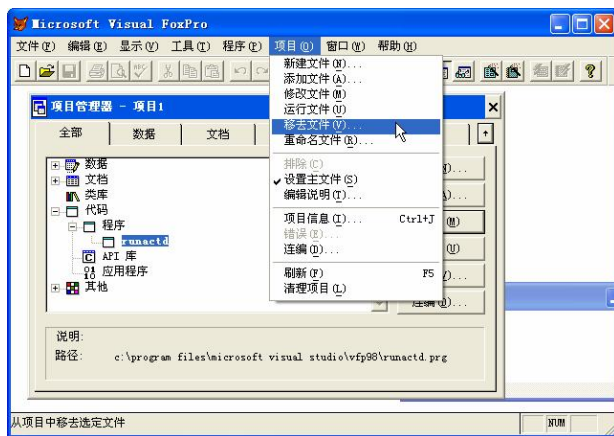 Microsoft Visual FoxPro
文件(F) 编辑(E) 显示(V) 工具(T) 程序(P) 项目(O) 窗口(W) 帮助(H)
新建文件(N)...
添加文件(A)...
修改文件(M)
运行文件(U)
移去文件(V)...
重命名文件(R)...
排除(C)
设置主文件(S)
编辑说明(T)...
项目信息(I)... Ctrl+J
错误(E)...
连编(D)...
刷新(F) F5
清理项目(L)
项目管理器 - 项目1
全部 数据 文档
数据
文档
类库
代码
程序
runactd
API 库
应用程序
其他
(M)
(U)
连编(D)...
说明:
路径: c:\program files\microsoft visual studio\vfp98\runactd.prg
从项目中移去选定文件
NUM